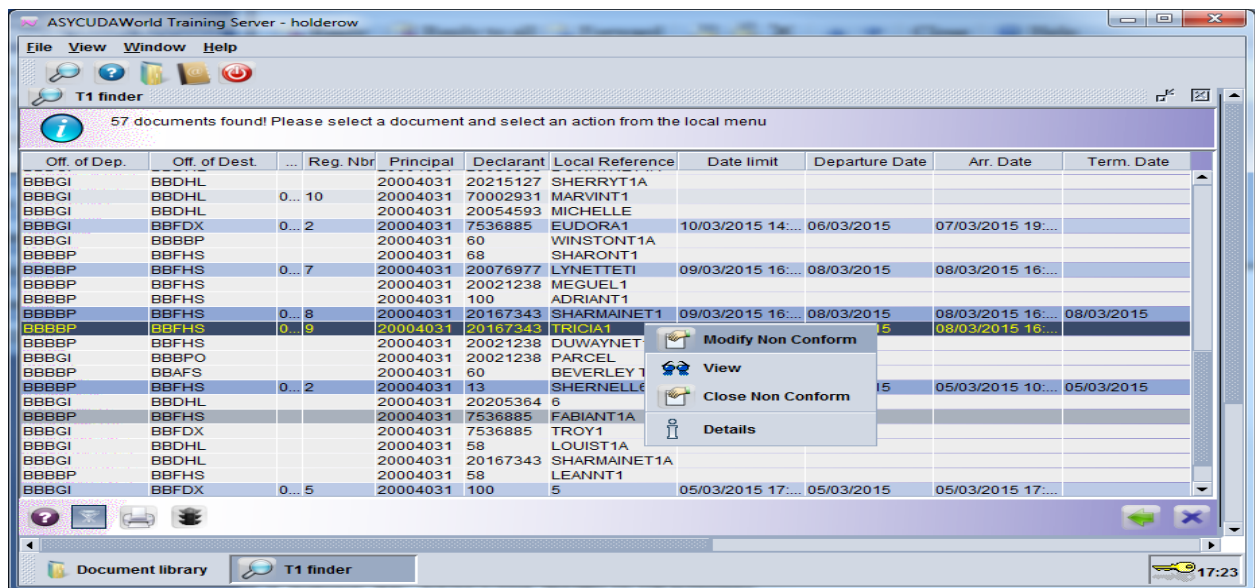 ASYCUDAWorld Training Server - holderow
File View Window Help
T1 finder
57 documents found! Please select a document and select an action from the local menu
Off. of Dep. Off. of Dest. ... Reg. Nbr Principal Declarant Local Reference Date limit Departure Date Arr. Date Term. Date
BBBGI BBDHL 20004031 20215127 SHERRYT1A
BBBGI BBDHL 0... 10 20004031 70002931 MARVINT1
BBBGI BBDHL 20004031 20054593 MICHELLE
BBBGI BBFDX 0... 2 20004031 7536885 EUDORA1 10/03/2015 14:... 06/03/2015 07/03/2015 19:...
BBBGI BBBBP 20004031 60 WINSTONT1A
BBBBP BBFHS 20004031 68 SHARONT1
BBBBP BBFHS 0... 7 20004031 20076977 LYNETTETI 09/03/2015 16:... 08/03/2015 08/03/2015 16:...
BBBBP BBFHS 20004031 20021238 MEGUEL1
BBBBP BBFHS 20004031 100 ADRIANT1
BBBBP BBFHS 0... 8 20004031 20167343 SHARMAINET1 09/03/2015 16:... 08/03/2015 08/03/2015 16:... 08/03/2015
BBBBP BBFHS 0... 9 20004031 20167343 TRICIA1 15 08/03/2015 16:...
BBBBP BBFHS 20004031 20021238 DUWAYNET
BBBGI BBBPO 20004031 20021238 PARCEL
BBBBP BBAFS 20004031 60 BEVERLEY
BBBBP BBFHS 0... 2 20004031 13 SHERNELL 15 05/03/2015 10:... 05/03/2015
BBBGI BBDHL 20004031 20205364 6
BBBBP BBFHS 20004031 7536885 FABIANT1A
BBBGI BBFDX 20004031 7536885 TROY1
BBBGI BBDHL 20004031 58 LOUIST1A
BBBGI BBDHL 20004031 20167343 SHARMAINET1A
BBBBP BBFHS 20004031 58 LEANNT1
BBBGI BBFDX 0... 5 20004031 100 5 05/03/2015 17:... 05/03/2015 05/03/2015 17:...
Modify Non Conform
View
Close Non Conform
Details
Document library T1 finder 17:23